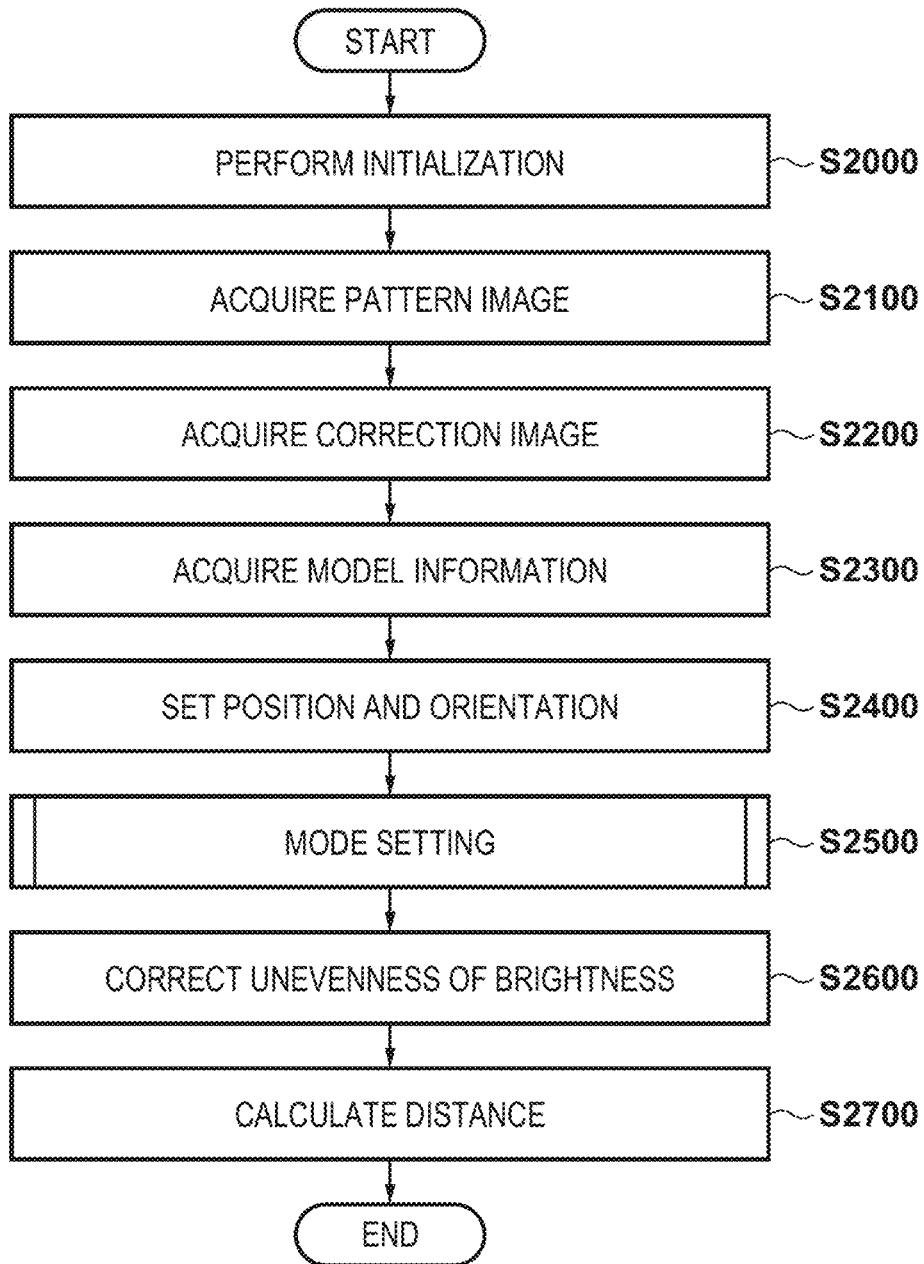 START
PERFORM INITIALIZATION
S2000
ACQUIRE PATTERN IMAGE
S2100
ACQUIRE CORRECTION IMAGE
S2200
ACQUIRE MODEL INFORMATION
S2300
SET POSITION AND ORIENTATION
S2400
MODE SETTING
S2500
CORRECT UNEVENNESS OF BRIGHTNESS
S2600
CALCULATE DISTANCE
S2700
END